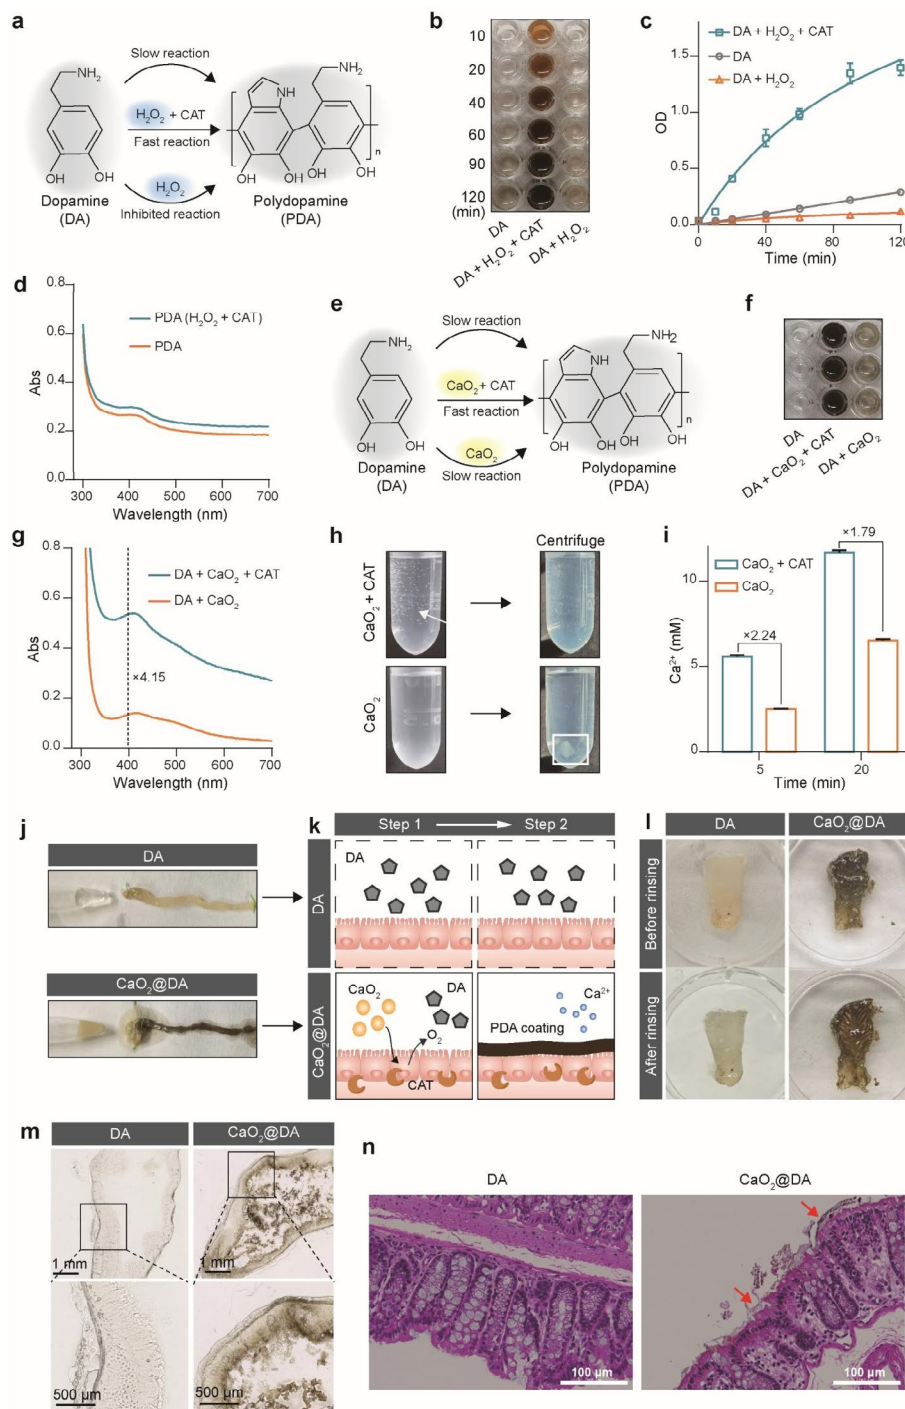 a
NH₂
OH
OH
Dopamine
(DA)
Slow reaction
H₂O₂ + CAT
Fast reaction
H₂O₂
Inhibited reaction
NH₂
NH
n
OH
OH
OH
OH
Polydopamine
(PDA)
b
10
20
40
60
90
120
(min)
DA
DA + H₂O₂ + CAT
DA + H₂O₂
c
DA + H₂O₂ + CAT
DA
DA + H₂O₂
OD
1.5
1.0
0.5
0.0
0
40
80
120
Time (min)
d
PDA (H₂O₂ + CAT)
PDA
Abs
0.8
0.6
0.4
0.2
0.0
300
400
500
600
700
Wavelength (nm)
e
NH₂
OH
OH
Dopamine
(DA)
Slow reaction
CaO₂ + CAT
Fast reaction
CaO₂
Slow reaction
NH2
NH
n
OH
OH
OH
OH
Polydopamine
(PDA)
f
DA
DA + CaO₂ + CAT
DA + CaO₂
g
DA + CaO₂ + CAT
DA + CaO₂
×4.15
Abs
0.8
0.6
0.4
0.2
0.0
300
400
500
600
700
Wavelength (nm)
h
Centrifuge
CaO₂ + CAT
CaO₂
i
CaO₂ + CAT
CaO₂
×2.24
×1.79
Ca²⁺ (mM)
10
5
0
5
20
Time (min)
j
DA
CaO₂@DA
k
Step 1
Step 2
DA
DA
CaO₂@DA
CaO₂
DA
O₂
CAT
Ca²⁺
PDA coating
l
DA
CaO₂@DA
Before rinsing
After rinsing
m
DA
CaO₂@DA
1 mm
1 mm
500 µm
500 µm
n
DA
CaO₂@DA
100 µm
100 µm